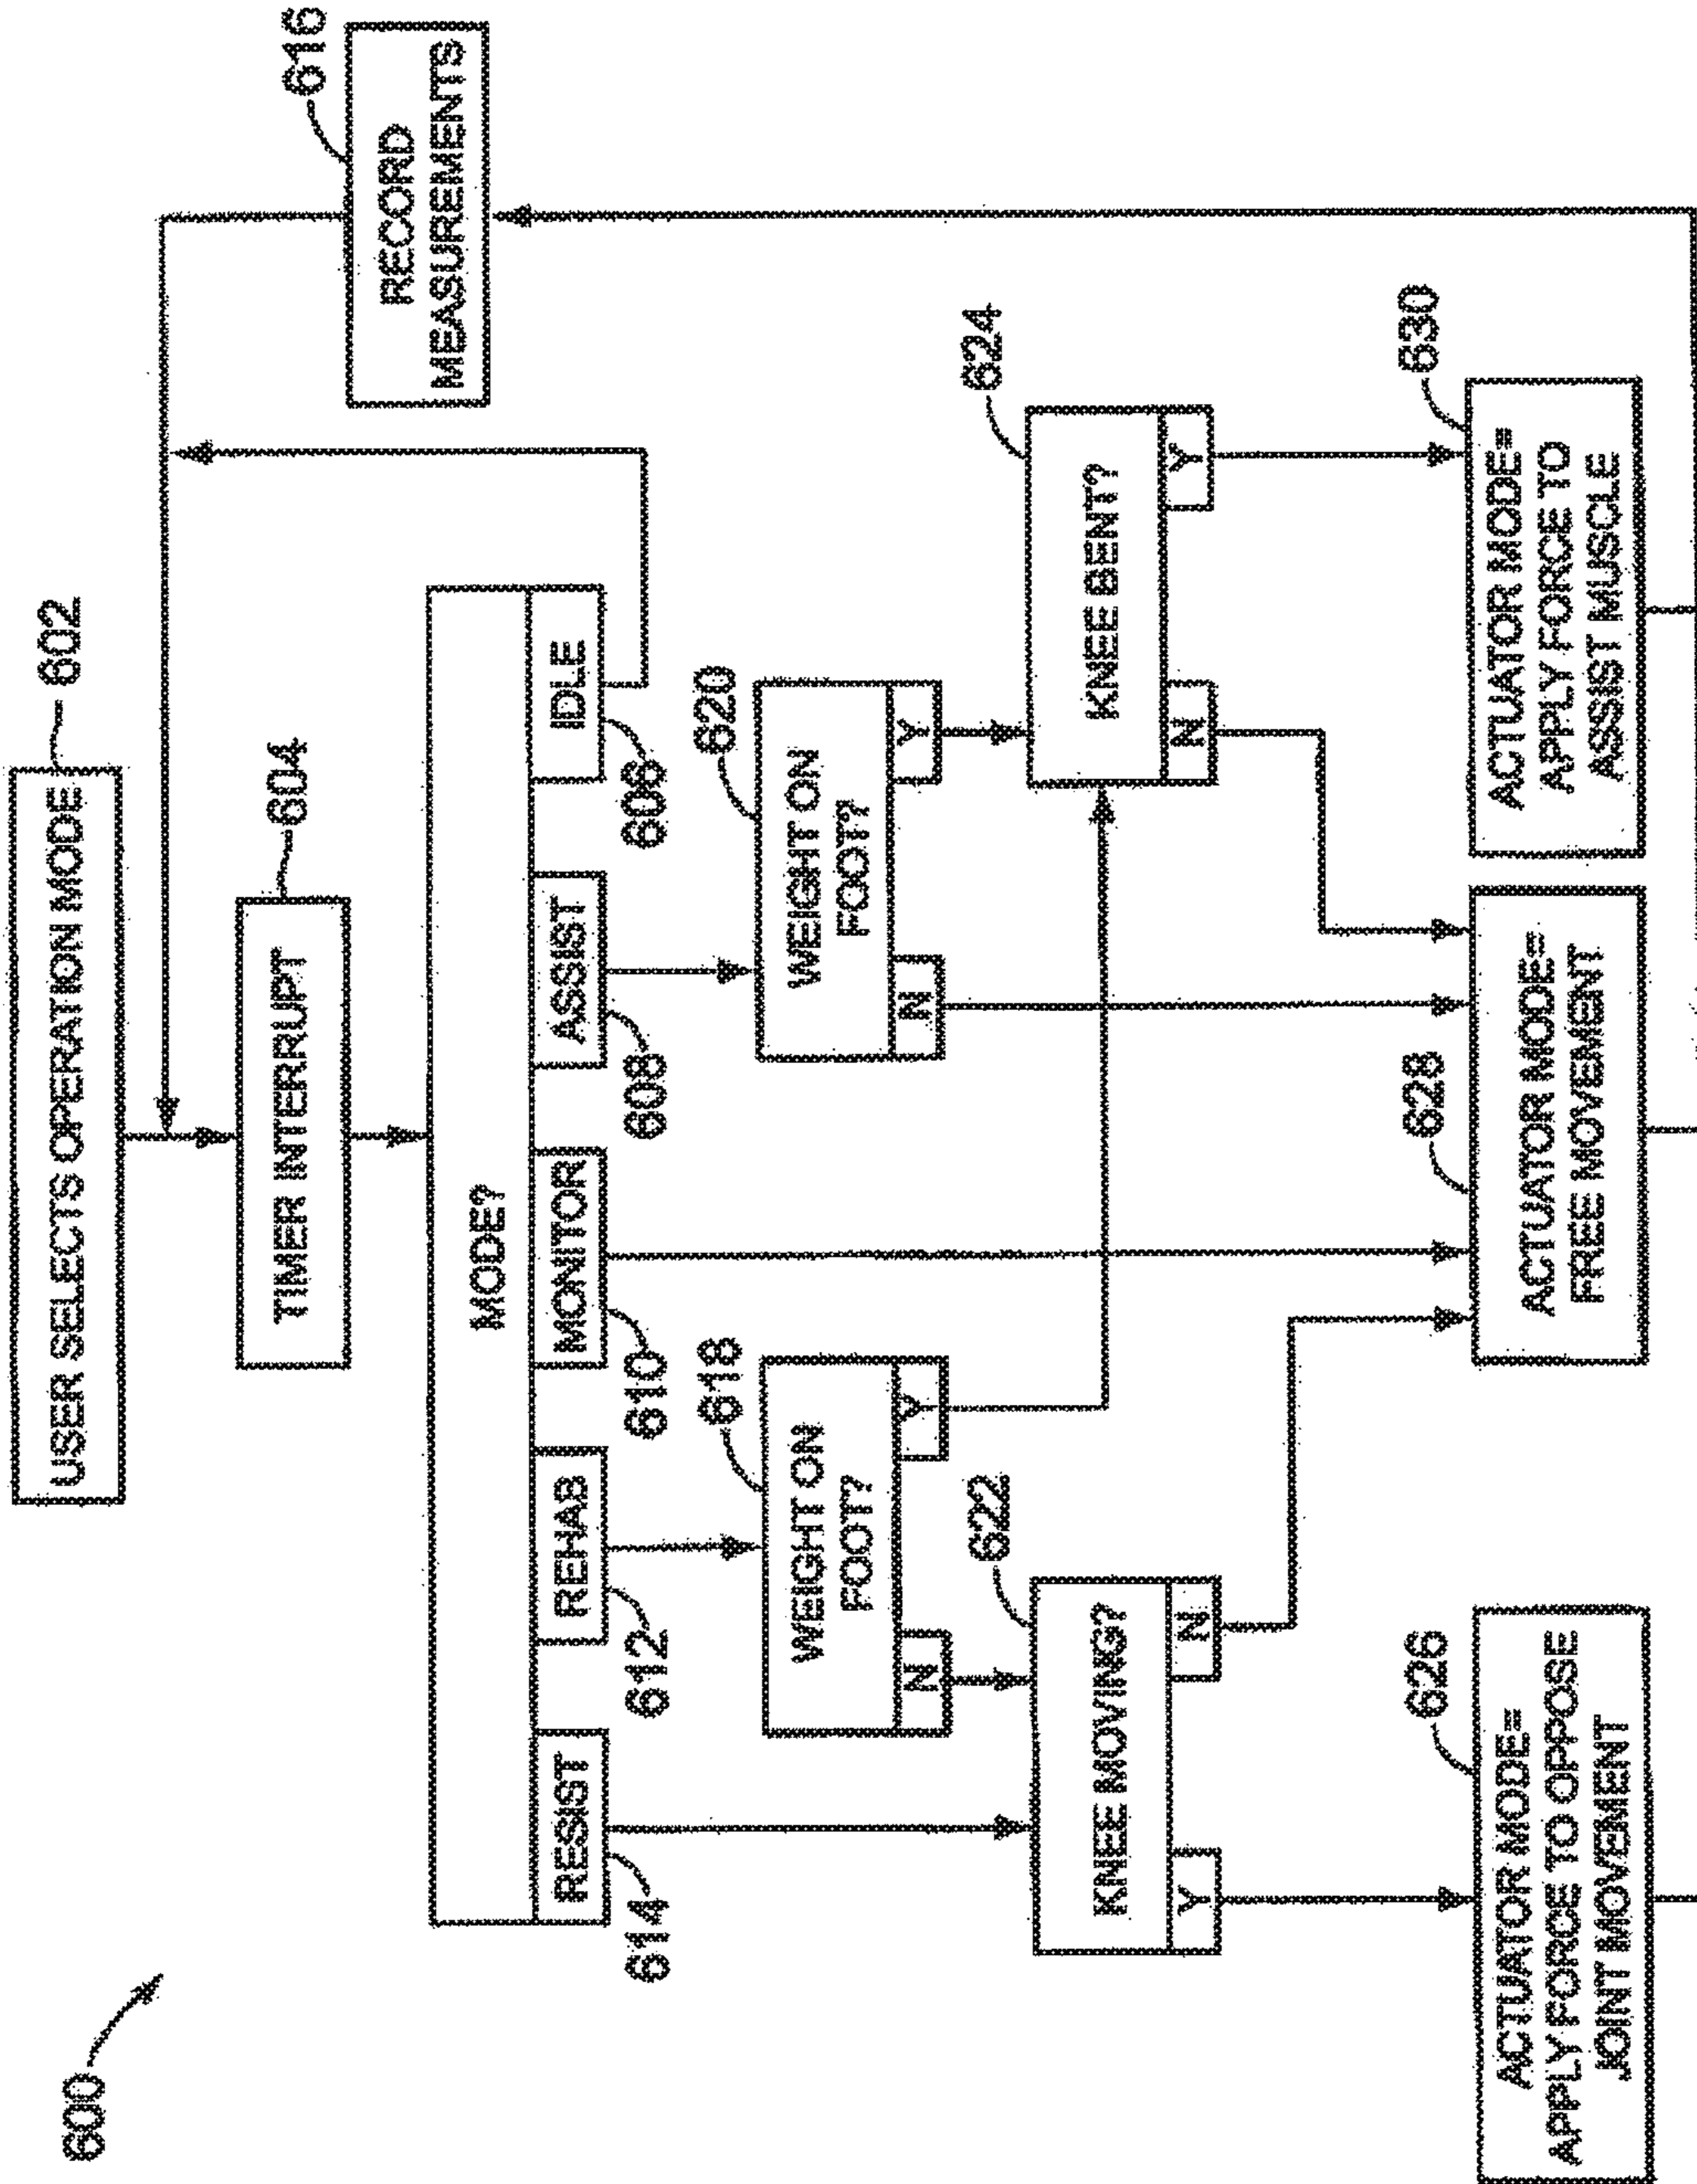 600
USER SELECTS OPERATION MODE
602
TIMER INTERRUPT
604
RECORD
MEASUREMENTS
616
MODE?
RESIST
REHAB
MONITOR
ASSIST
IDLE
614
612
610
608
606
WEIGHT ON
FOOT?
N
Y
618
WEIGHT ON
FOOT?
N
Y
620
KNEE MOVING?
Y
N
622
KNEE BENT?
N
Y
624
ACTUATOR MODE=
APPLY FORCE TO OPPOSE
JOINT MOVEMENT
626
ACTUATOR MODE=
FREE MOVEMENT
628
ACTUATOR MODE=
APPLY FORCE TO
ASSIST MUSCLE
630